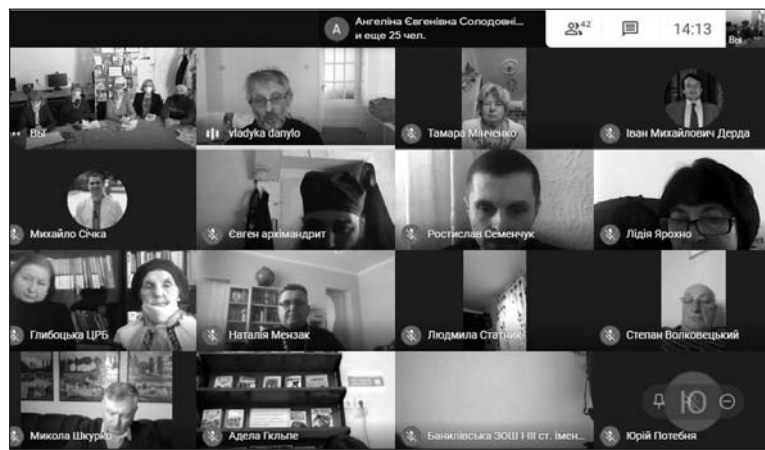 А
Ангеліна Євгенівна Солодовні...
и еще 25 чел.
42
14:13
Вы
Вы
vladyka danylo
Тамара Мінченко
Іван Михайлович Дерда
Михайло Січка
Євген архімандрит
Ростислав Семенчук
Лідія Ярохно
Глибоцька ЦРБ
Наталія Мензак
Людмила Статник
Степан Волковецький
Микола Шкурко
Адела Гкльпе
Банилівська ЗОШ І-ІІІ ст. імен...
Ю
Юрій Потебня